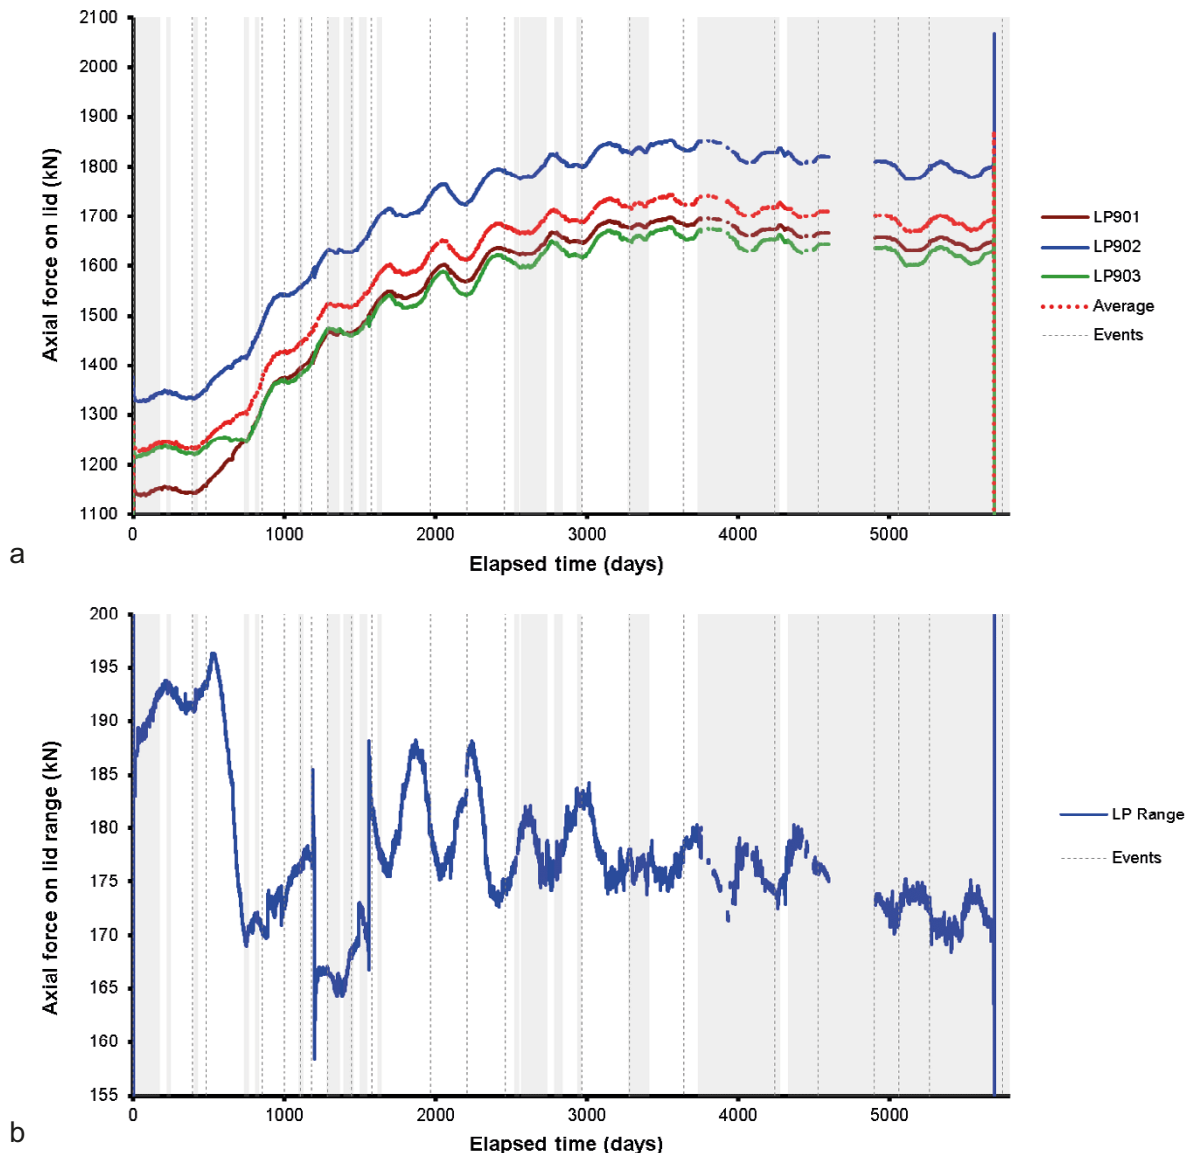 2100
2000
1900
1800
1700
1600
1500
1400
1300
1200
1100
Axial force on lid (kN)
0 1000 2000 3000 4000 5000
Elapsed time (days)
LP901
LP902
LP903
Average
Events
a
200
195
190
185
180
175
170
165
160
155
Axial force on lid range (kN)
0 1000 2000 3000 4000 5000
Elapsed time (days)
LP Range
Events
b